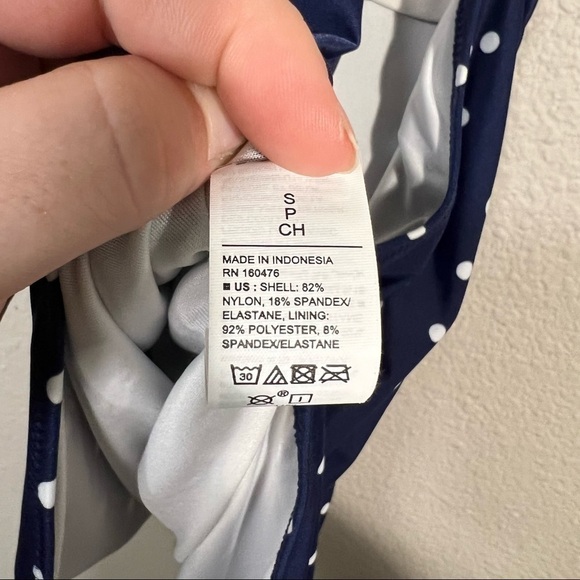 S
P
CH
MADE IN INDONESIA
RN 160476
US : SHELL: 82%
NYLON, 18% SPANDEX/
ELASTANE, LINING:
92% POLYESTER, 8%
SPANDEX/ELASTANE
30
®